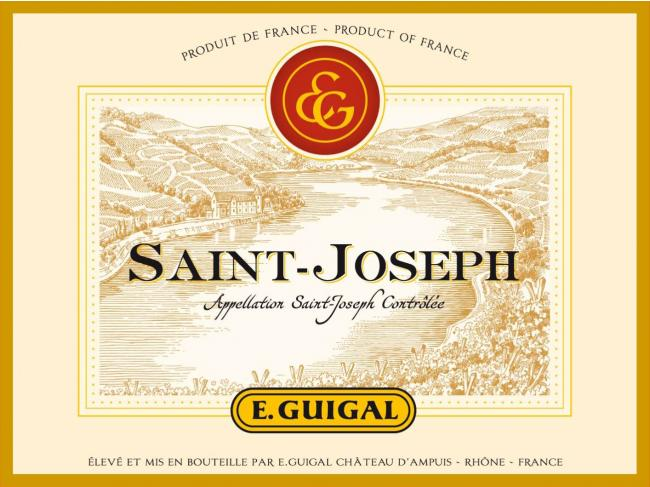 PRODUIT DE FRANCE - PRODUCT OF FRANCE
EG
SAINT-JOSEPH
Appellation Saint-Joseph Contrôlée
E. GUIGAL
ÉLEVÉ ET MIS EN BOUTEILLE PAR E.GUIGAL CHÂTEAU D'AMPUIS - RHÔNE - FRANCE